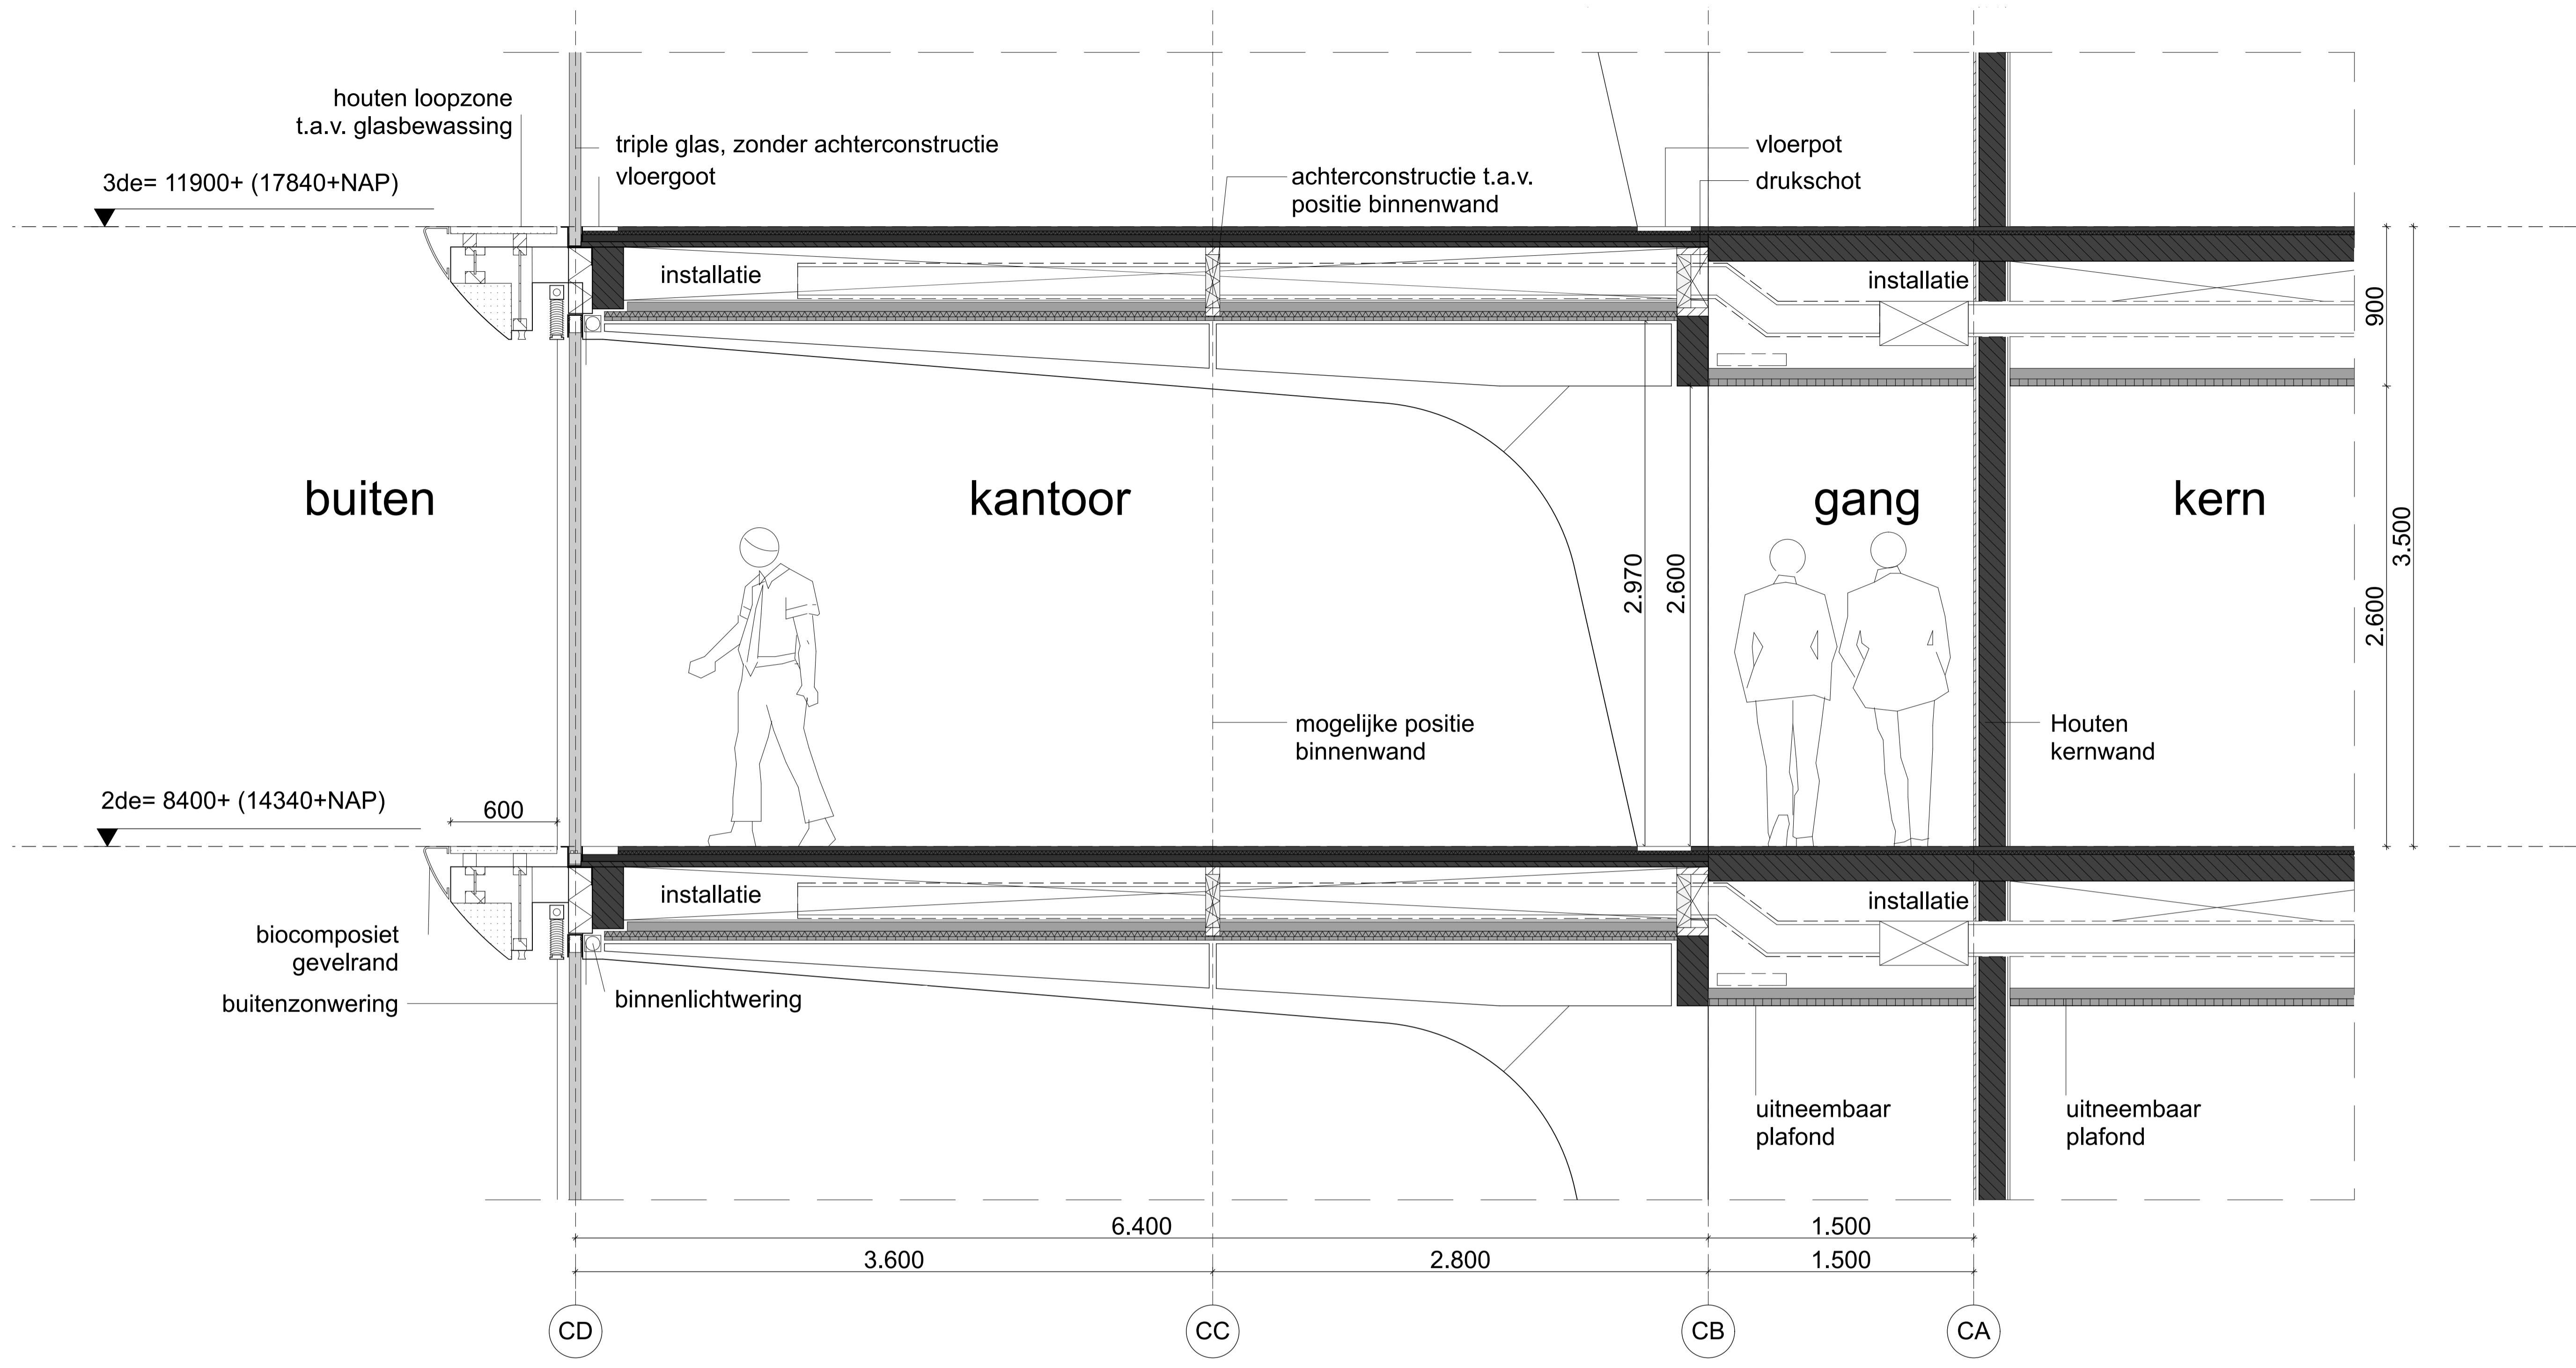 houten loopzone
t.a.v. glasbewassing
3de= 11900+ (17840+NAP)
triple glas, zonder achterconstructie
vloergoot
achterconstructie t.a.v.
positie binnenwand
vloerpot
drukschot
installatie
installatie
900
buiten
kantoor
gang
kern
2.970
2.600
2.600
3.500
mogelijke positie
binnenwand
Houten
kernwand
2de= 8400+ (14340+NAP)
600
installatie
installatie
biocomposiet
gevelrand
buitenzonwering
binnenlichtwering
uitneembaar
plafond
uitneembaar
plafond
6.400
1.500
3.600
2.800
1.500
CD
CC
CB
CA